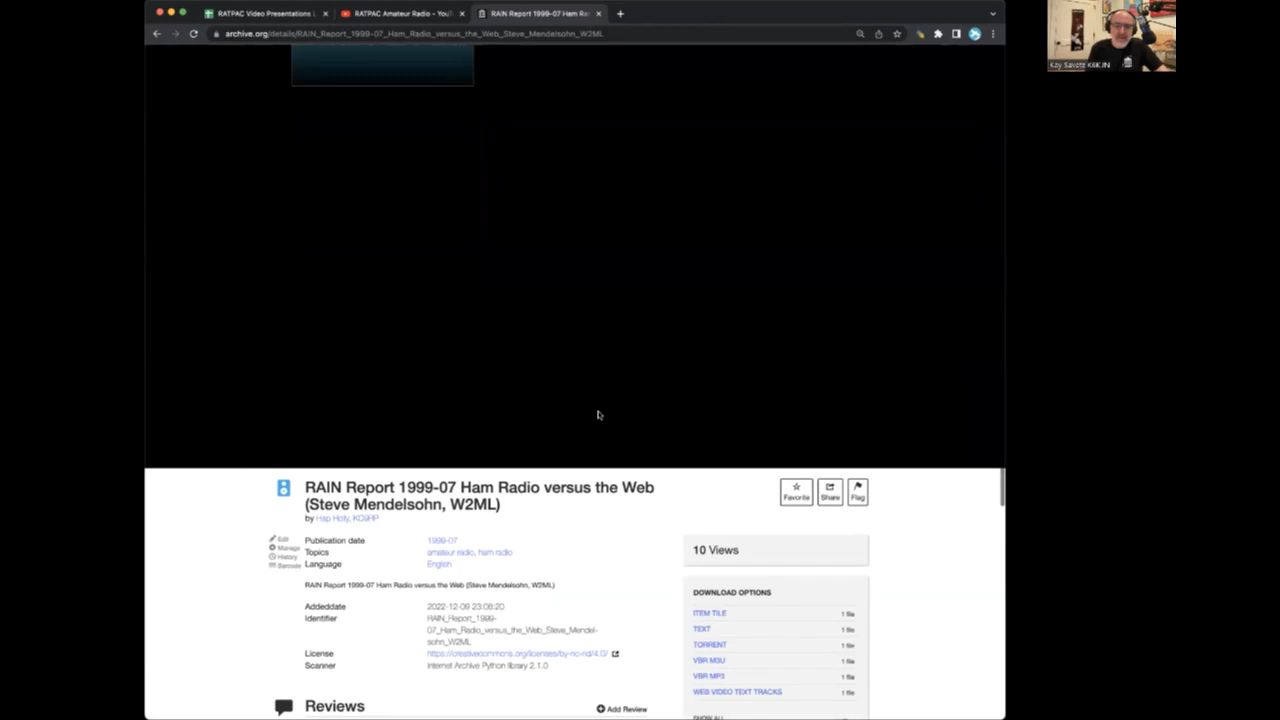 RATPAC Video Presentations
RATPAC Amateur Radio - You
RAIN Report 1999-07 Ham Re
archive.org/details/RAIN_Report_1999-07_Ham_Radio_versus_the_Web_Steve_Mendelsohn_W2ML
Kay Savetz K6KJN
RAIN Report 1999-07 Ham Radio versus the Web
(Steve Mendelsohn, W2ML)
by Hap Holly, KC9RP
Favorite
Share
Flag
Edit
Manage
History
Barcode
Publication date 1999-07
Topics amateur radio, ham radio
Language English
RAIN Report 1999-07 Ham Radio versus the Web (Steve Mendelsohn, W2ML)
Addeddate 2022-12-09 23:08:20
Identifier RAIN_Report_1999-
07_Ham_Radio_versus_the_Web_Steve_Mendel-
sohn_W2ML
License https://creativecommons.org/licenses/by-nc-nd/4.0/
Scanner Internet Archive Python library 2.1.0
Reviews
Add Review
10 Views
DOWNLOAD OPTIONS
ITEM TILE 1 file
TEXT 1 file
TORRENT 1 file
VBR M3U 1 file
VBR MP3 1 file
WEB VIDEO TEXT TRACKS 1 file
SHOW ALL